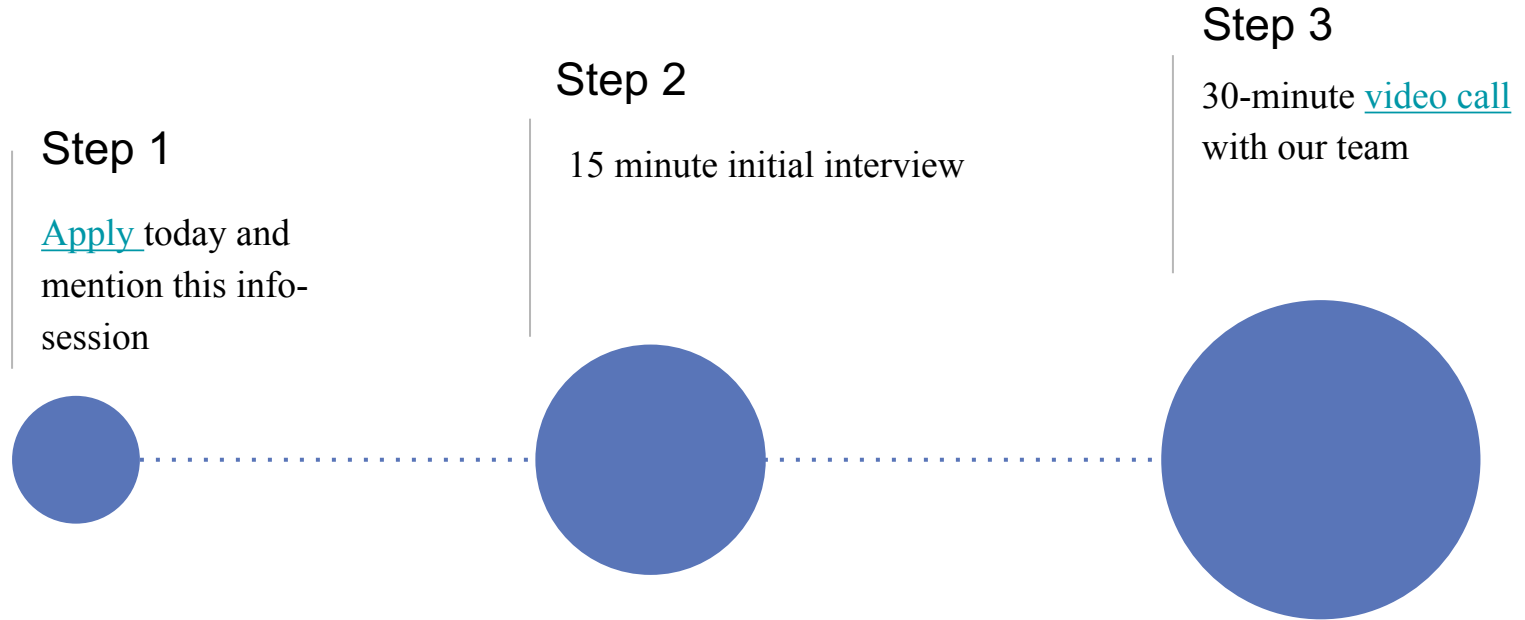 Step 1
Apply today and
mention this info-
session
Step 2
15 minute initial interview
Step 3
30-minute video call
with our team